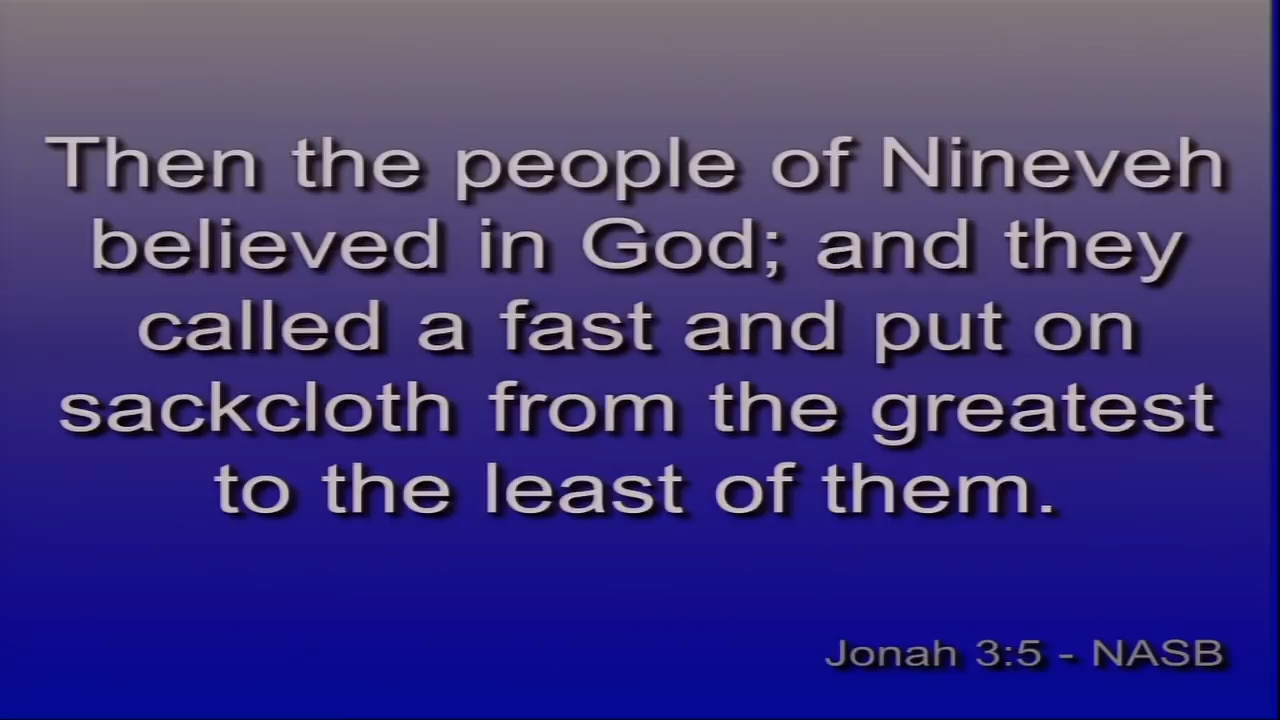 Then the people of Nineveh
believed in God; and they
called a fast and put on
sackcloth from the greatest
to the least of them.
Jonah 3:5 - NASB